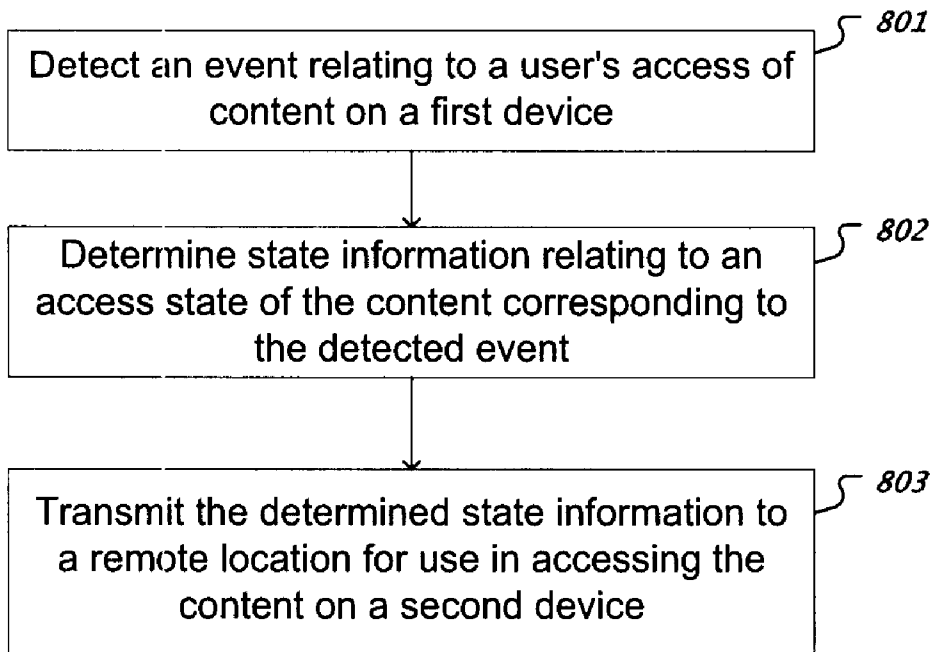 801
Detect an event relating to a user's access of
content on a first device
802
Determine state information relating to an
access state of the content corresponding to
the detected event
803
Transmit the determined state information to
a remote location for use in accessing the
content on a second device